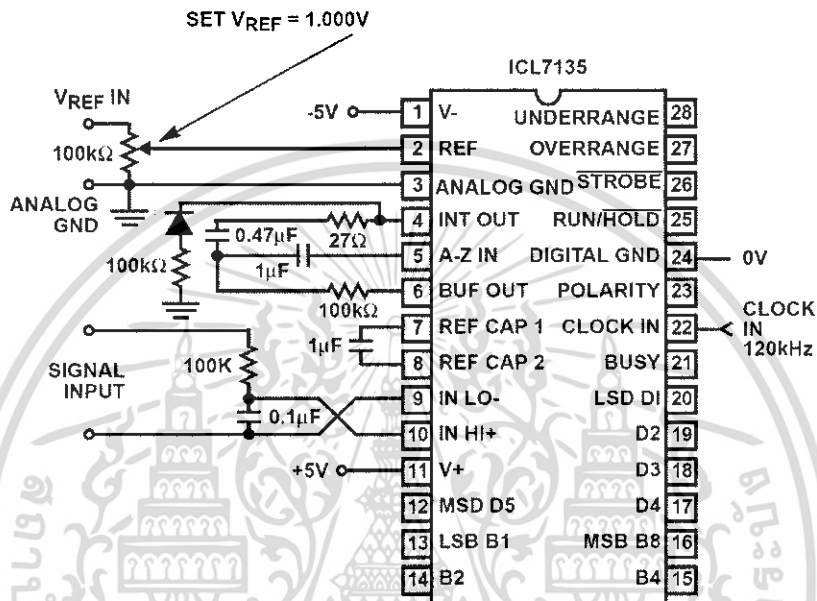 SET VREF = 1.000V
ICL7135
VREF IN
100kΩ
ANALOG
GND
-5V
1 V-
2 REF
3 ANALOG GND
4 INT OUT
5 A-Z IN
6 BUF OUT
7 REF CAP 1
8 REF CAP 2
9 IN LO-
10 IN HI+
11 V+
12 MSD D5
13 LSB B1
14 B2
UNDERRANGE 28
OVERRANGE 27
STROBE 26
RUN/HOLD 25
DIGITAL GND 24
POLARITY 23
CLOCK IN 22
BUSY 21
LSD DI 20
D2 19
D3 18
D4 17
MSB B8 16
B4 15
0V
CLOCK
IN
120kHz
0.47µF
27Ω
1µF
100kΩ
100kΩ
1µF
SIGNAL
INPUT
100K
0.1µF
+5V